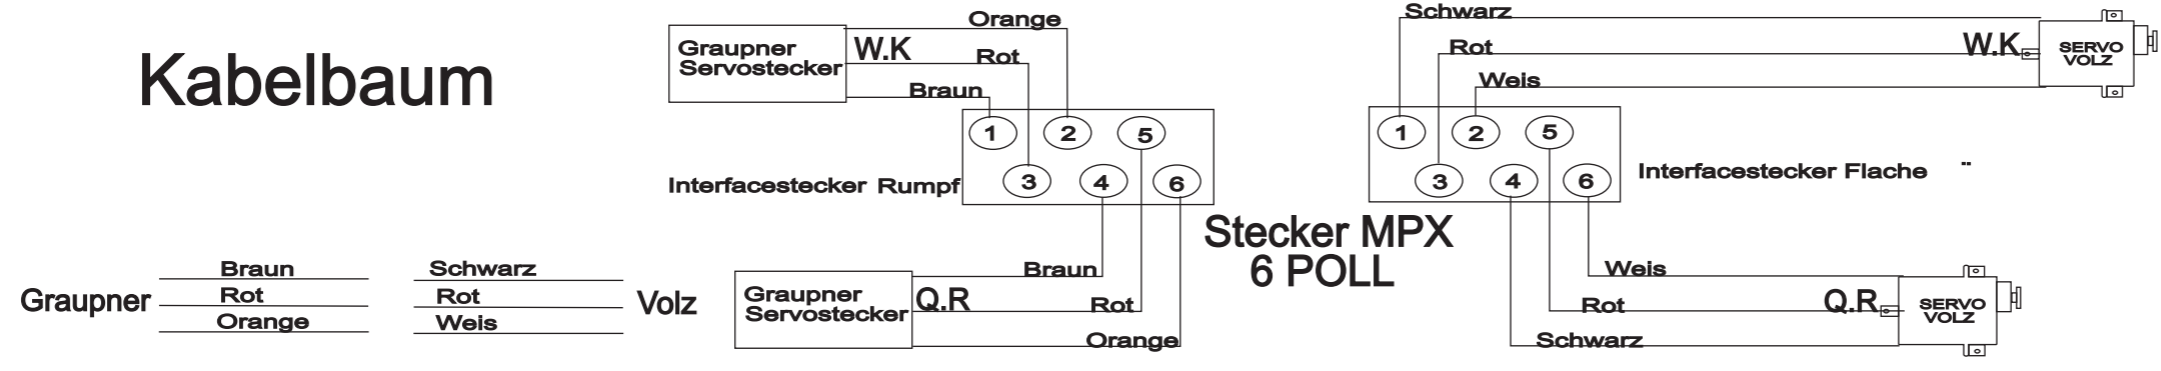 Kabelbaum
Graupner
Servostecker
W.K
Orange
Rot
Braun
1 2 5
3 4 6
Interfacestecker Rumpf
Schwarz
Rot
Weis
W.K
SERVO
VOLZ
1 2 5
3 4 6
Interfacestecker Flache ¨
Stecker MPX
6 POLL
Graupner
Braun
Rot
Orange
Schwarz
Rot
Weis
Volz
Graupner
Servostecker
Q.R
Braun
Rot
Orange
Weis
Rot
Schwarz
Q.R
SERVO
VOLZ